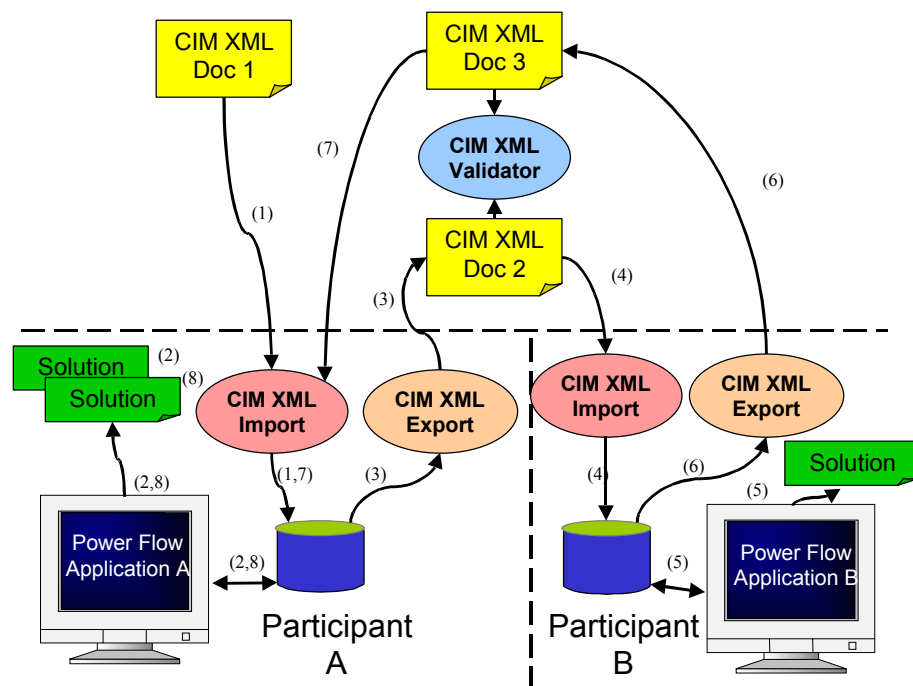 CIM XML
Doc 1
CIM XML
Doc 3
(7)
CIM XML
Validator
(6)
(1)
CIM XML
Doc 2
(4)
(3)
Solution
(2)
Solution
(8)
CIM XML
Import
CIM XML
Export
CIM XML
Import
CIM XML
Export
(2,8)
(1,7)
(3)
(4)
(6)
Solution
(5)
Power Flow
Application A
(2,8)
(5)
Power Flow
Application B
Participant
A
Participant
B